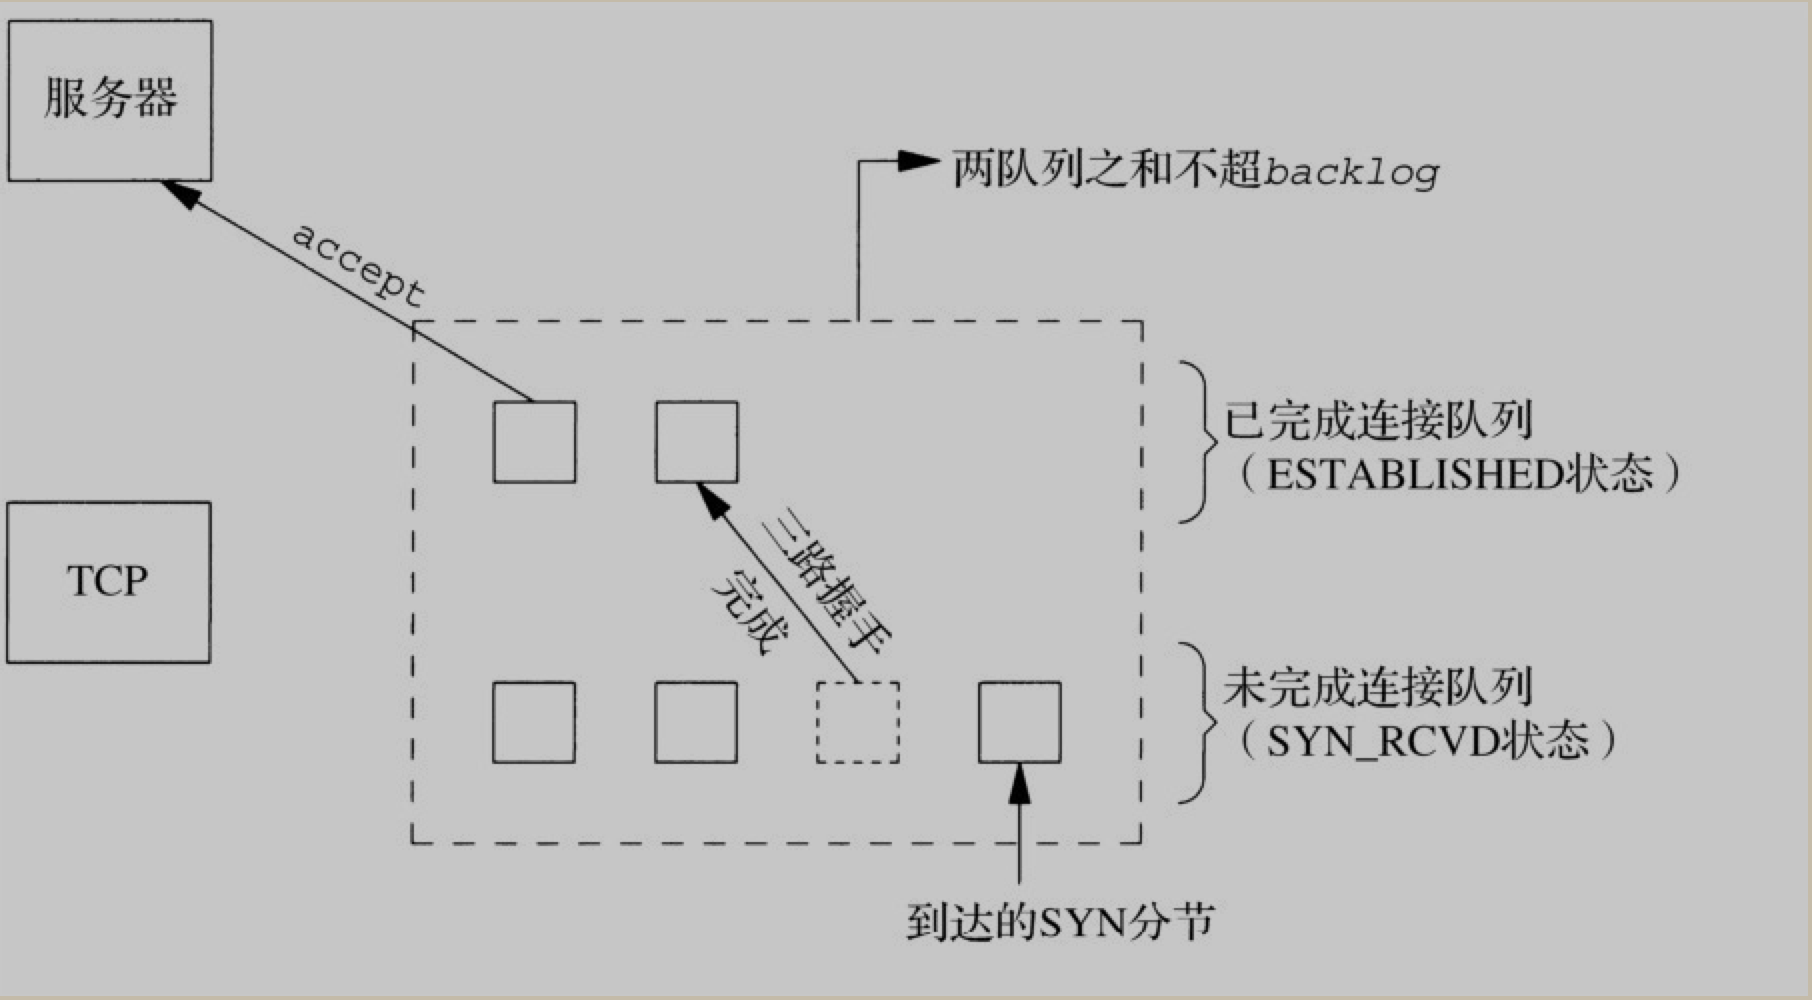 服务器
两队列之和不超backlog
accept
已完成连接队列
（ESTABLISHED状态）
三路握手
完成
TCP
未完成连接队列
（SYN_RCVD状态）
到达的SYN分节